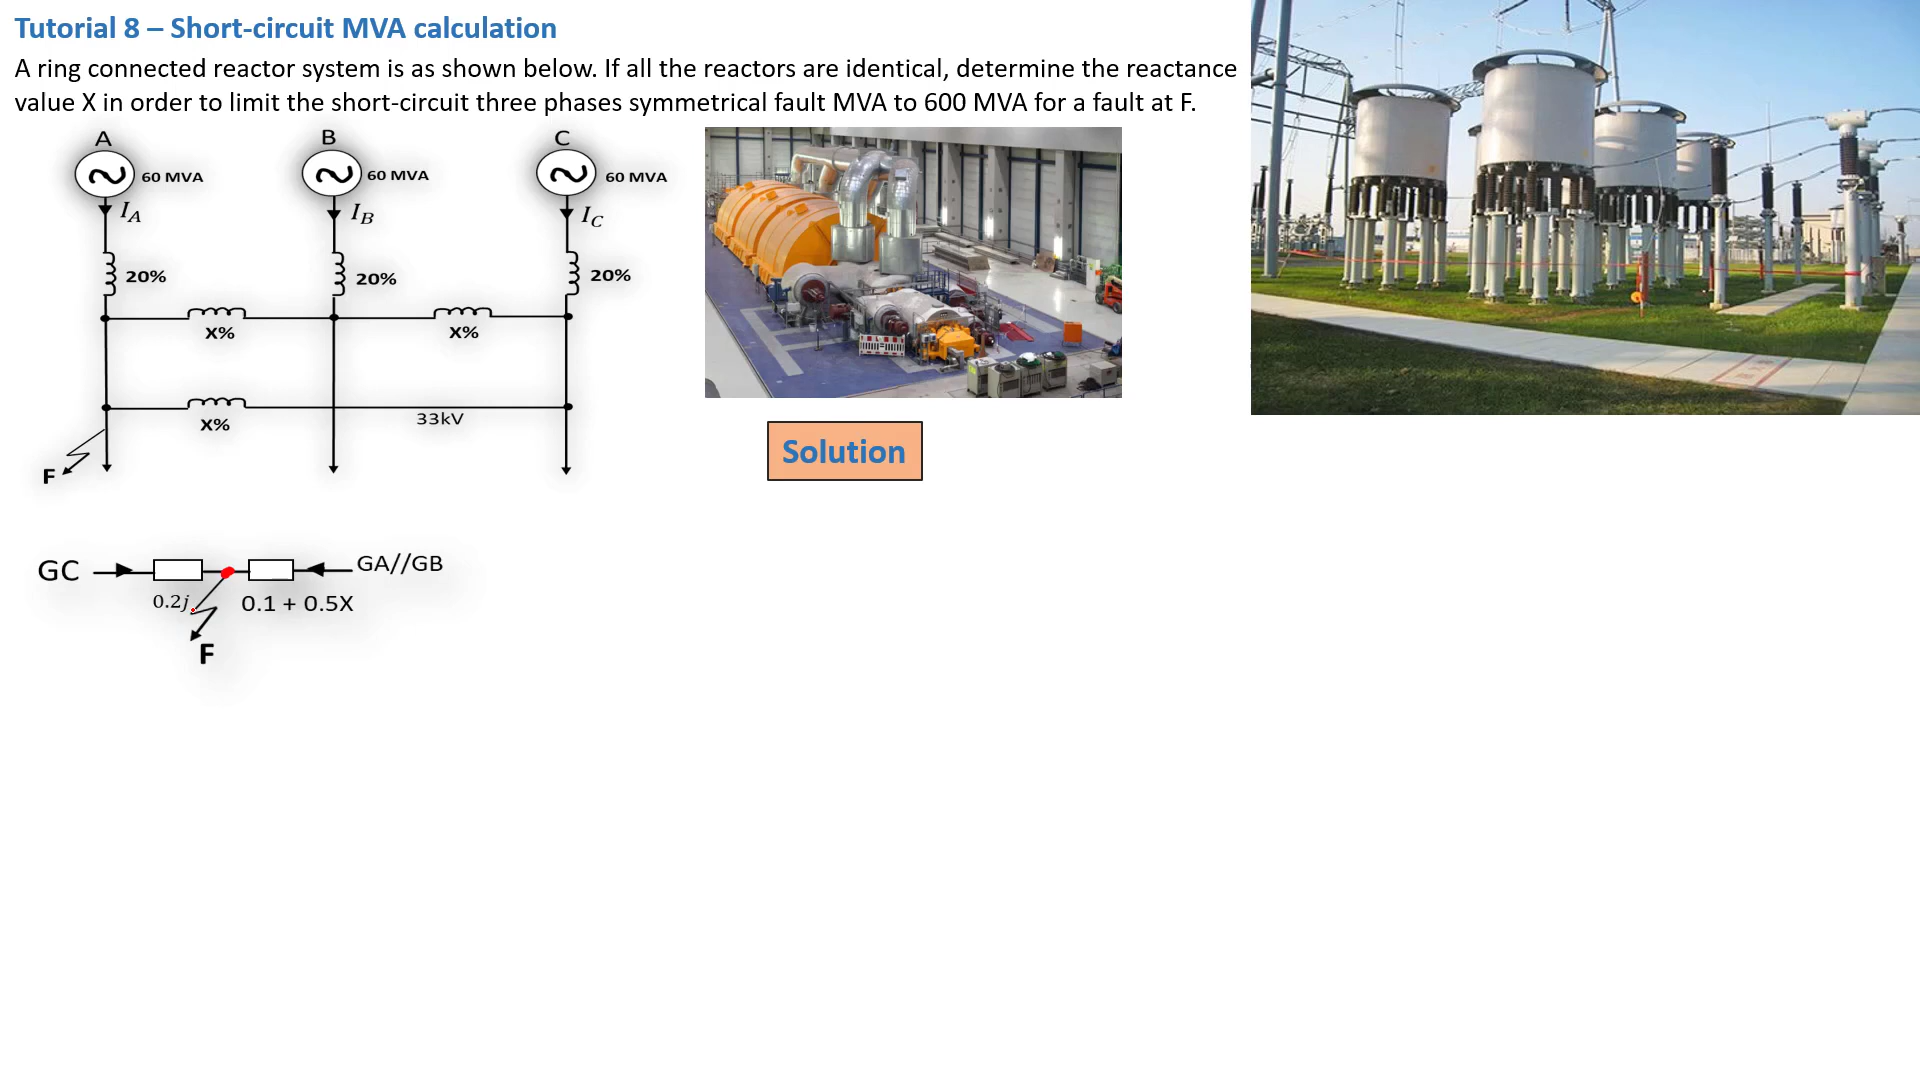 Tutorial 8 – Short-circuit MVA calculation
A ring connected reactor system is as shown below. If all the reactors are identical, determine the reactance
value X in order to limit the short-circuit three phases symmetrical fault MVA to 600 MVA for a fault at F.
A B C
60 MVA 60 MVA 60 MVA
I_A I_B I_C
20% 20% 20%
X% X%
X% 33kV
F
Solution
GC GA//GB
0.2j 0.1 + 0.5X
F